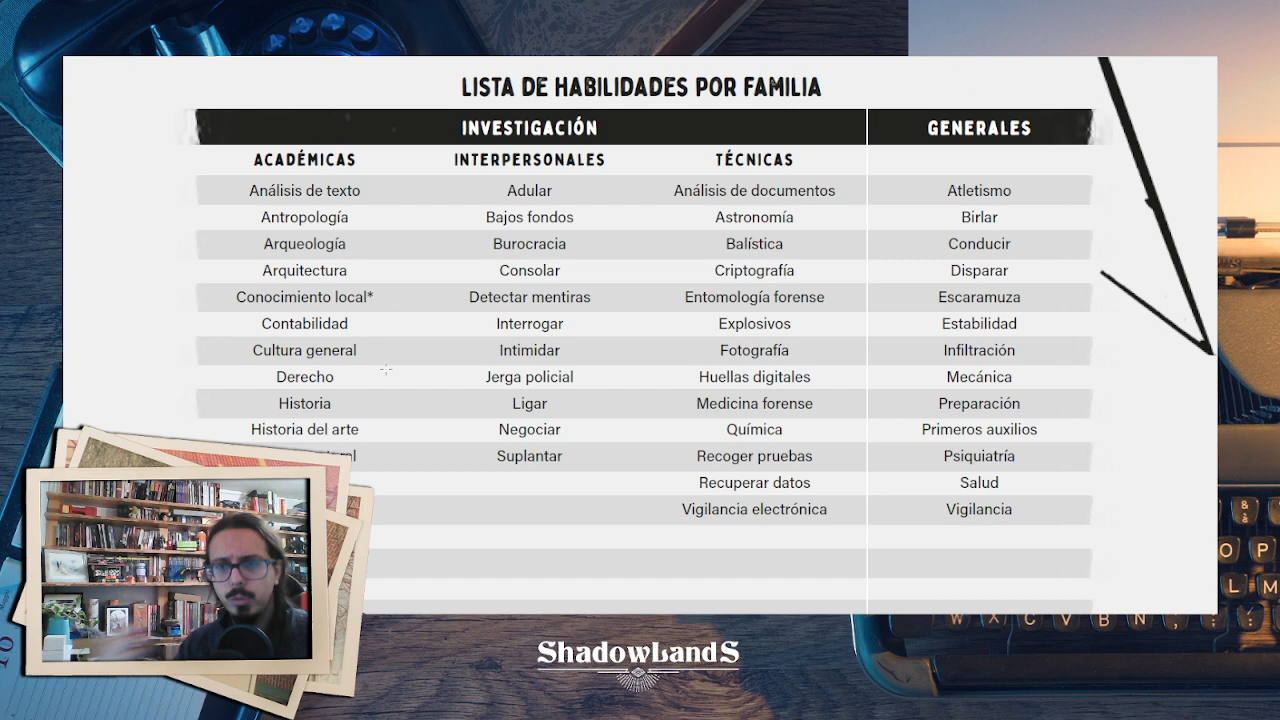 LISTA DE HABILIDADES POR FAMILIA
INVESTIGACIÓN GENERALES
ACADÉMICAS INTERPERSONALES TÉCNICAS
Análisis de texto Adular Análisis de documentos Atletismo
Antropología Bajos fondos Astronomía Birlar
Arqueología Burocracia Balística Conducir
Arquitectura Consolar Criptografía Disparar
Conocimiento local* Detectar mentiras Entomología forense Escaramuza
Contabilidad Interrogar Explosivos Estabilidad
Cultura general Intimidar Fotografía Infiltración
Derecho Jerga policial Huellas digitales Mecánica
Historia Ligar Medicina forense Preparación
Historia del arte Negociar Química Primeros auxilios
Suplantar Recoger pruebas Psiquiatría
Recuperar datos Salud
Vigilancia electrónica Vigilancia
O P
L M
W X C V B N
SHADOWLANDS